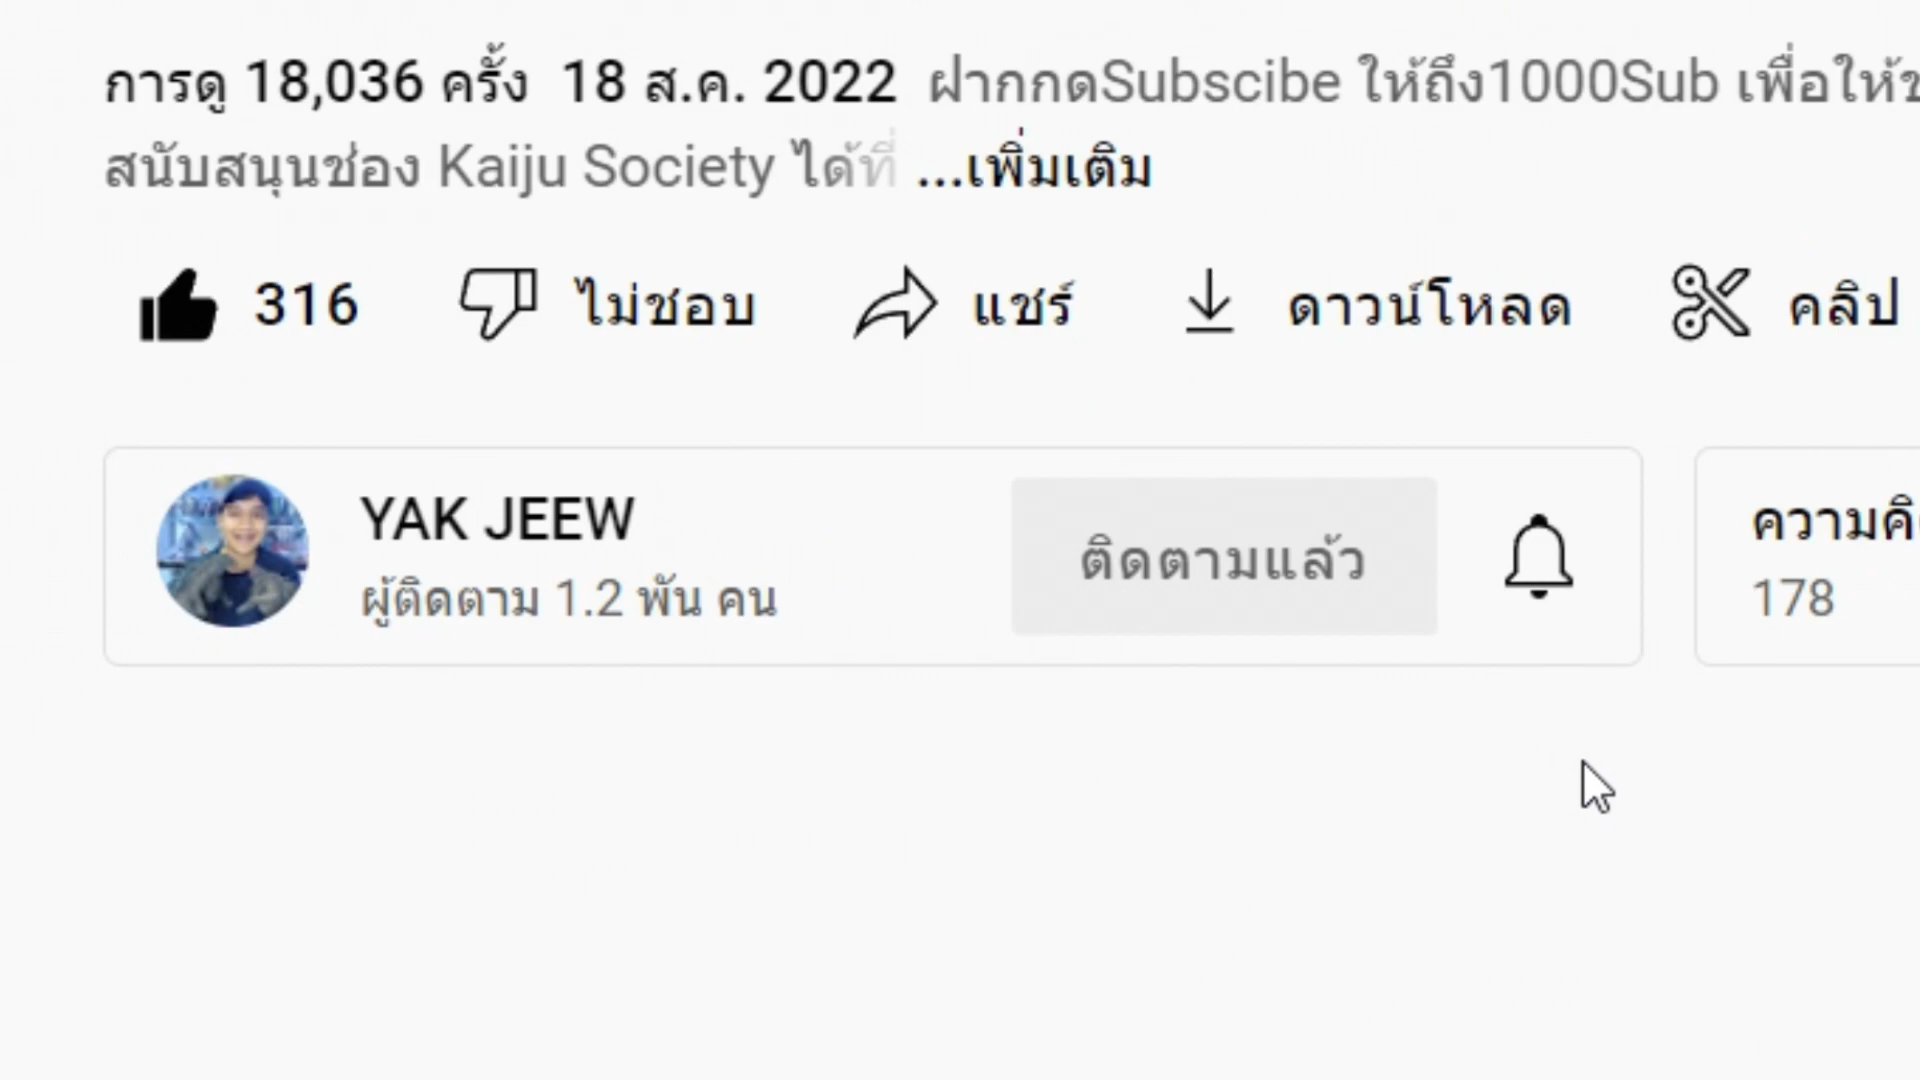 การดู 18,036 ครั้ง 18 ส.ค. 2022 ฝากกดSubscibe ให้ถึง1000Sub เพื่อให้
สนับสนุนช่อง Kaiju Society ได้ที่ ...เพิ่มเติม
316 ไม่ชอบ แชร์ ดาวน์โหลด คลิป
YAK JEEW
ผู้ติดตาม 1.2 พัน คน
ติดตามแล้ว
ความคิ
178